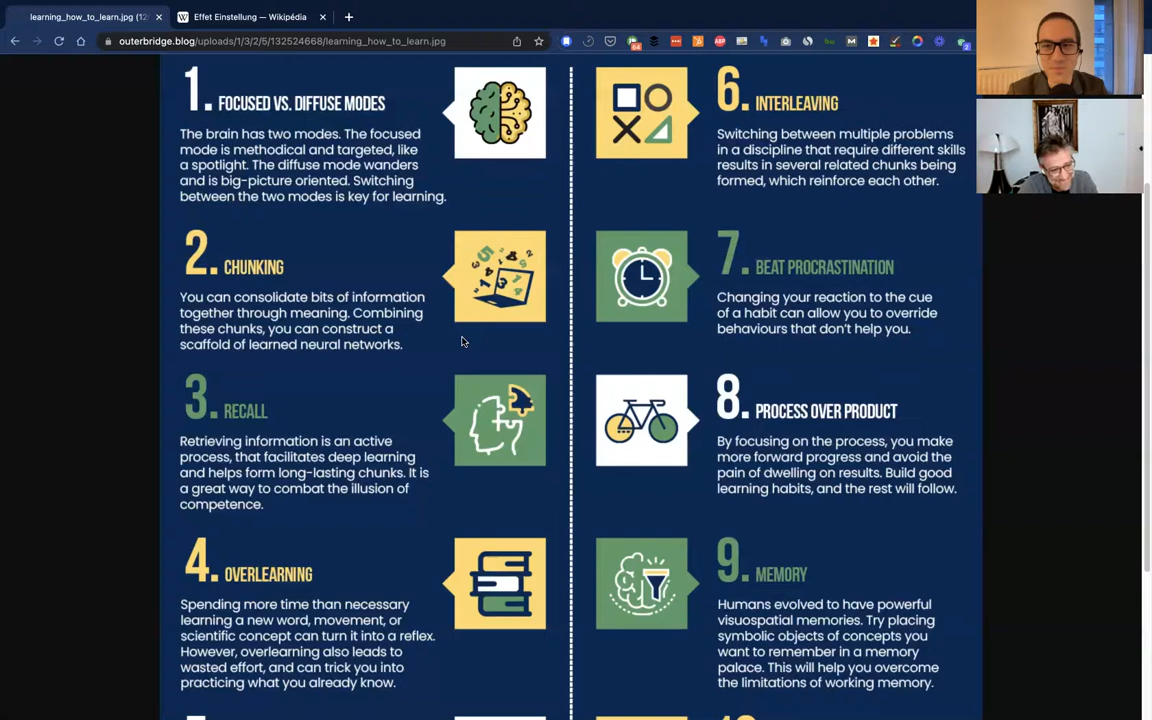 learning_how_to_learn.jpg (12
Effet Einstellung — Wikipédia
outerbridge.blog/uploads/1/3/2/5/132524668/learning_how_to_learn.jpg
1. FOCUSED VS. DIFFUSE MODES
The brain has two modes. The focused
mode is methodical and targeted, like
a spotlight. The diffuse mode wanders
and is big-picture oriented. Switching
between the two modes is key for learning.
2. CHUNKING
You can consolidate bits of information
together through meaning. Combining
these chunks, you can construct a
scaffold of learned neural networks.
3. RECALL
Retrieving information is an active
process, that facilitates deep learning
and helps form long-lasting chunks. It is
a great way to combat the illusion of
competence.
4. OVERLEARNING
Spending more time than necessary
learning a new word, movement, or
scientific concept can turn it into a reflex.
However, overlearning also leads to
wasted effort, and can trick you into
practicing what you already know.
6. INTERLEAVING
Switching between multiple problems
in a discipline that require different skills
results in several related chunks being
formed, which reinforce each other.
7. BEAT PROCRASTINATION
Changing your reaction to the cue
of a habit can allow you to override
behaviours that don't help you.
8. PROCESS OVER PRODUCT
By focusing on the process, you make
more forward progress and avoid the
pain of dwelling on results. Build good
learning habits, and the rest will follow.
9. MEMORY
Humans evolved to have powerful
visuospatial memories. Try placing
symbolic objects of concepts you
want to remember in a memory
palace. This will help you overcome
the limitations of working memory.